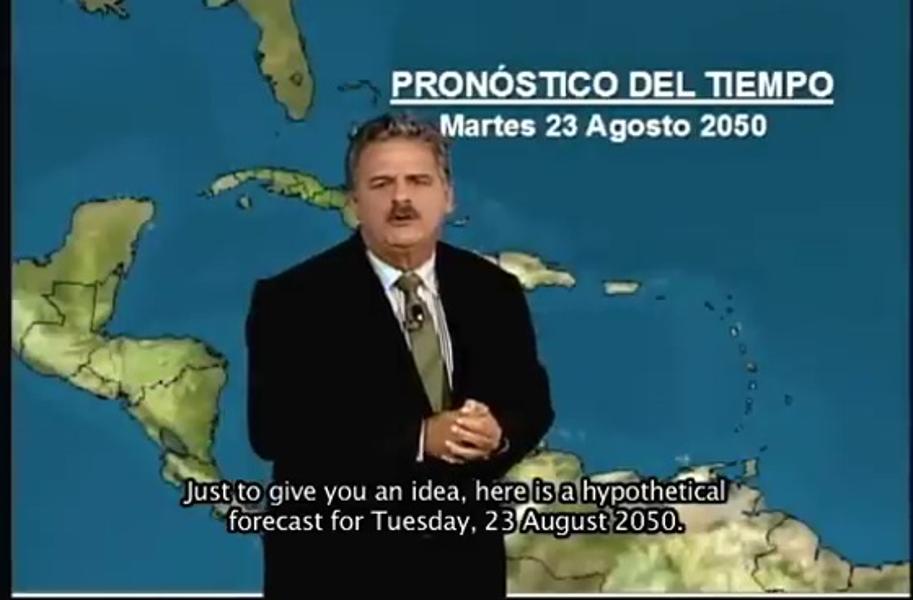 PRONÓSTICO DEL TIEMPO
Martes 23 Agosto 2050
Just to give you an idea, here is a hypothetical
forecast for Tuesday, 23 August 2050.